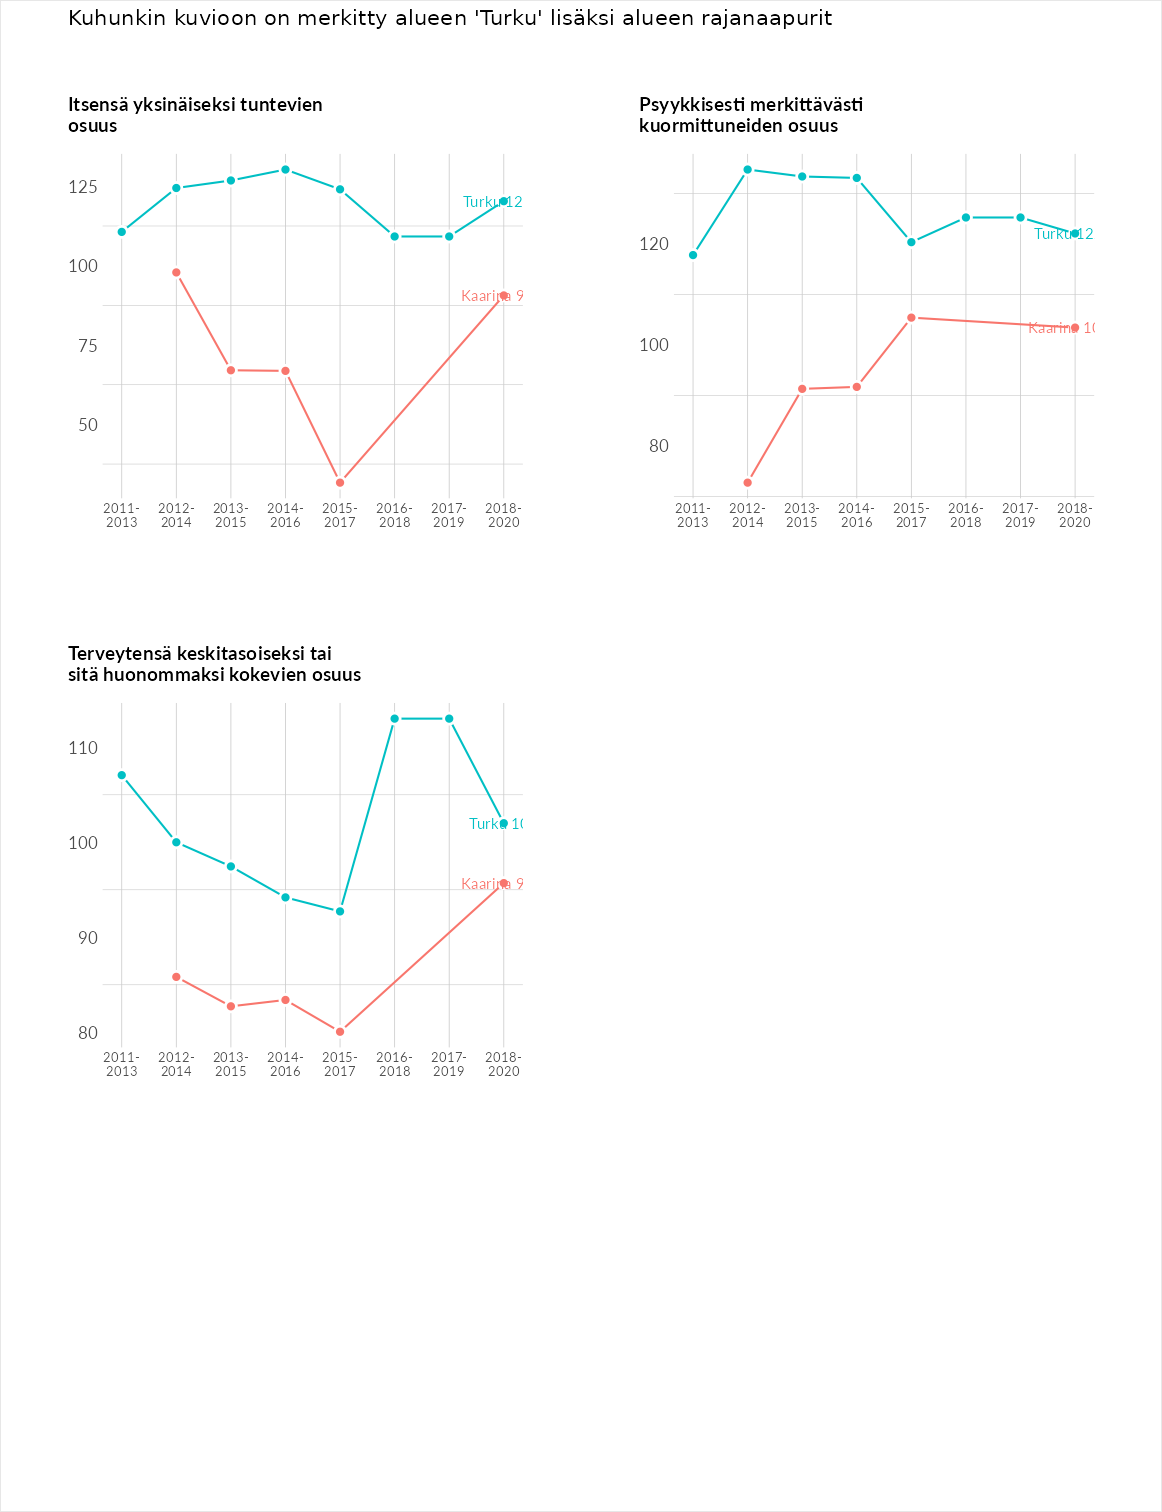 Kuhunkin kuvioon on merkitty alueen 'Turku' lisäksi alueen rajanaapurit
Itsensä yksinäiseksi tuntevien
osuus
125
100
75
50
Turku 12
Kaarina 9
2011- 2012- 2013- 2014- 2015- 2016- 2017- 2018-
2013 2014 2015 2016 2017 2018 2019 2020
Psyykkisesti merkittävästi
kuormittuneiden osuus
120
100
80
Turku 12
Kaarina 10
2011- 2012- 2013- 2014- 2015- 2016- 2017- 2018-
2013 2014 2015 2016 2017 2018 2019 2020
Terveytensä keskitasoiseksi tai
sitä huonommaksi kokevien osuus
110
100
90
80
Turku 10
Kaarina 9
2011- 2012- 2013- 2014- 2015- 2016- 2017- 2018-
2013 2014 2015 2016 2017 2018 2019 2020